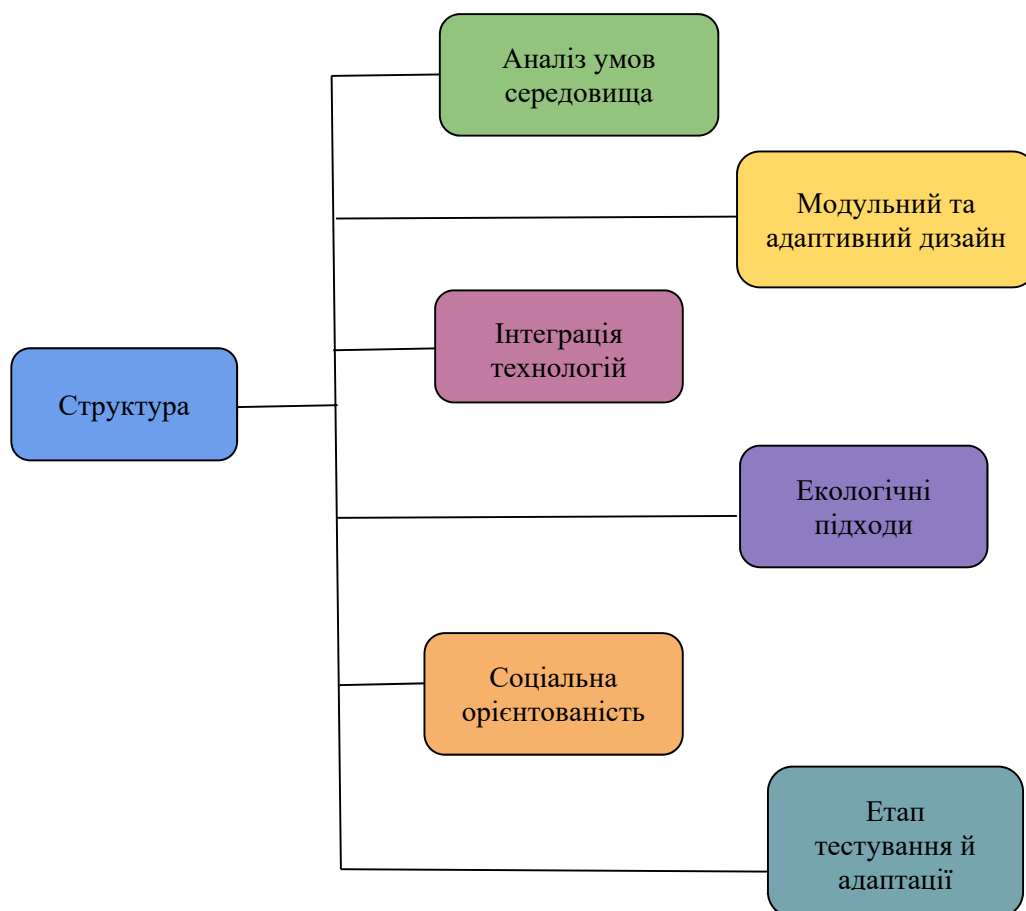 Аналіз умов
середовища
Модульний та
адаптивний дизайн
Інтеграція
технологій
Структура
Екологічні
підходи
Соціальна
орієнтованість
Етап
тестування й
адаптації